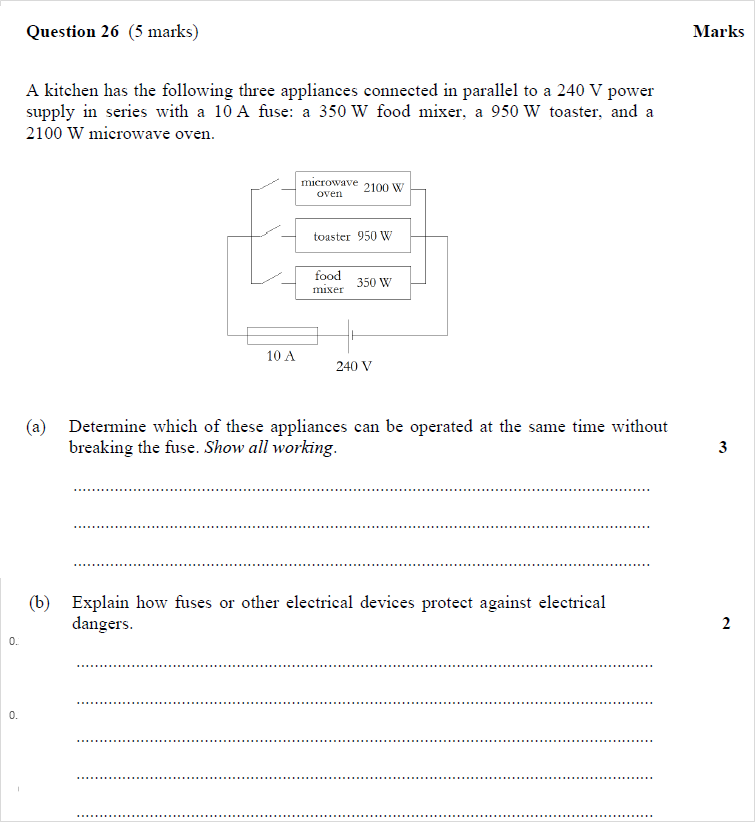 Question 26 (5 marks)
Marks
A kitchen has the following three appliances connected in parallel to a 240 V power
supply in series with a 10 A fuse: a 350 W food mixer, a 950 W toaster, and a
2100 W microwave oven.
microwave
oven
2100 W
toaster 950 W
food
mixer
350 W
10 A
240 V
(a) Determine which of these appliances can be operated at the same time without
breaking the fuse. Show all working.
3
(b) Explain how fuses or other electrical devices protect against electrical
dangers.
2
0.
0.